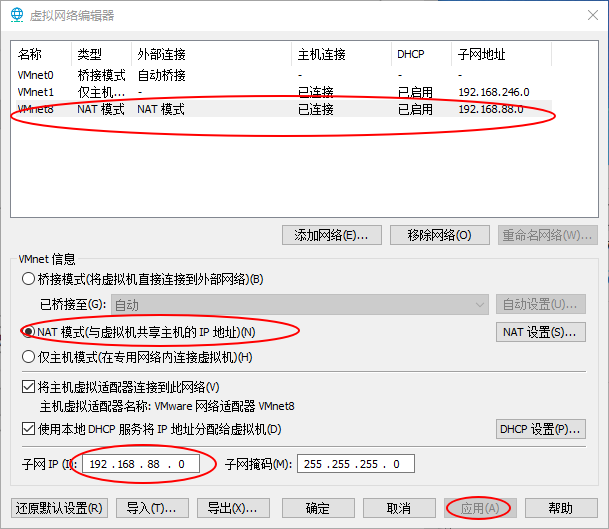 虚拟网络编辑器
名称 类型 外部连接 主机连接 DHCP 子网地址
VMnet0 桥接模式 自动桥接 - - -
VMnet1 仅主机... - 已连接 已启用 192.168.246.0
VMnet8 NAT 模式 NAT 模式 已连接 已启用 192.168.88.0
添加网络(E)... 移除网络(O) 重命名网络(W)...
VMnet 信息
桥接模式(将虚拟机直接连接到外部网络)(B)
已桥接至(G): 自动 自动设置(U)...
NAT 模式(与虚拟机共享主机的 IP 地址)(N) NAT 设置(S)...
仅主机模式(在专用网络内连接虚拟机)(H)
将主机虚拟适配器连接到此网络(V)
主机虚拟适配器名称: VMware 网络适配器 VMnet8
使用本地 DHCP 服务将 IP 地址分配给虚拟机(D) DHCP 设置(P)...
子网 IP (I): 192 . 168 . 88 . 0 子网掩码(M): 255 . 255 . 255 . 0
还原默认设置(R) 导入(T)... 导出(X)... 确定 取消 应用(A) 帮助